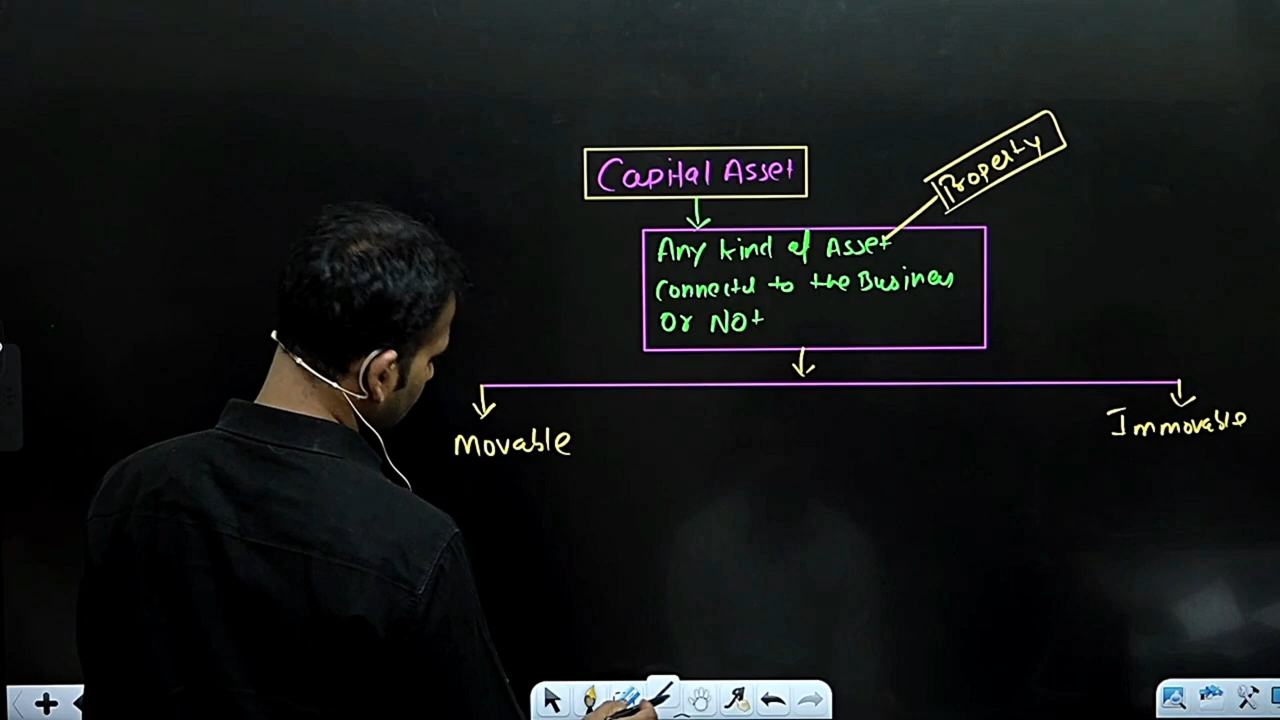 Capital Asset
Property
Any kind of Asset
Connected to the Business
Or Not
Movable
Immovable